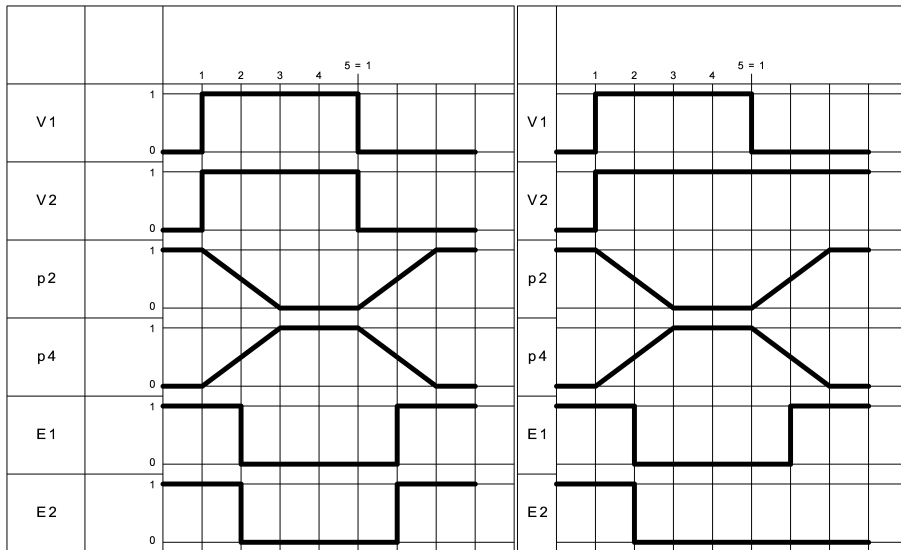 1 2 3 4 5 = 1
1 2 3 4 5 = 1
V1 1 0
V1
V2 1 0
V2
p2 1 0
p2
p4 1 0
p4
E1 1 0
E1
E2 1 0
E2